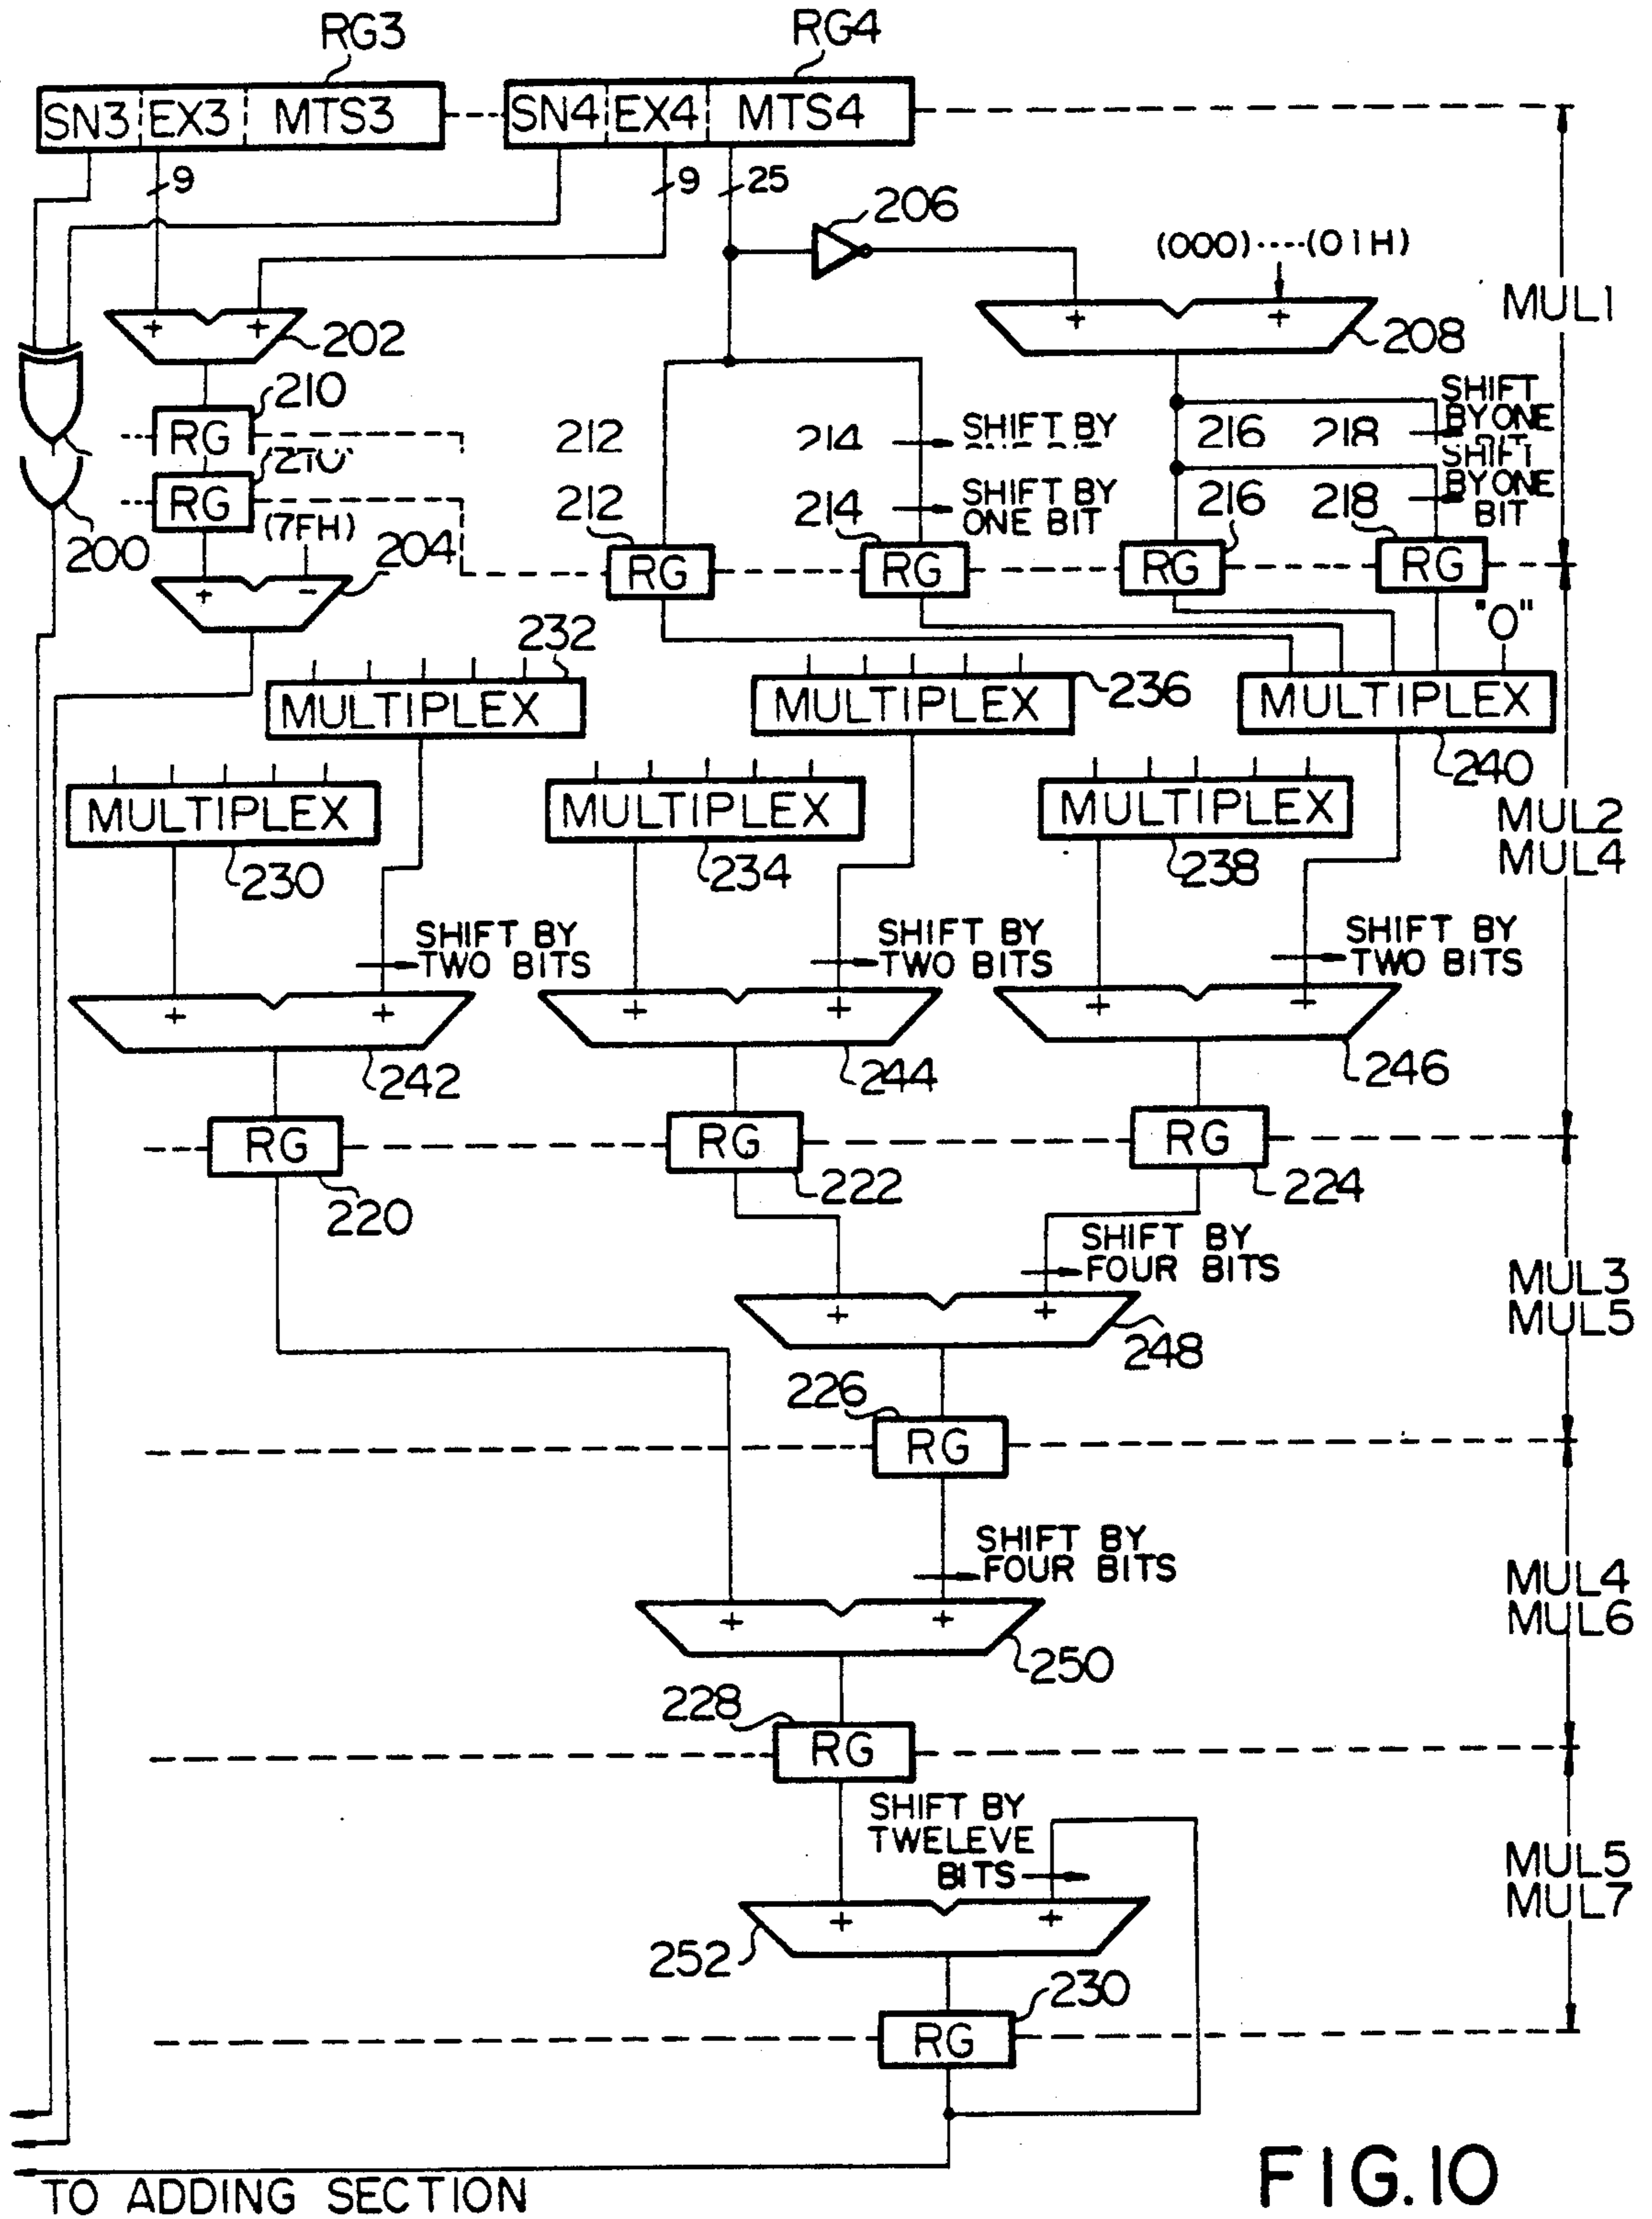 RG3
RG4
SN3 EX3 MTS3
SN4 EX4 MTS4
9
9
25
206
(000)----(01H)
MUL1
+ +
202
+ +
208
210
RG
212
214
SHIFT BY
216
218
SHIFT
BY ONE
RG
(7FH)
200
212
214
SHIFT BY
ONE BIT
216
218
SHIFT
BY ONE
BIT
204
RG
RG
RG
RG
+ -
"0"
232
MULTIPLEX
236
MULTIPLEX
MULTIPLEX
240
MULTIPLEX
230
MULTIPLEX
234
MULTIPLEX
238
MUL2
MUL4
SHIFT BY
TWO BITS
SHIFT BY
TWO BITS
SHIFT BY
TWO BITS
+ +
242
+ +
244
+ +
246
RG
220
RG
222
RG
224
SHIFT BY
FOUR BITS
MUL3
MUL5
+ +
248
226
RG
SHIFT BY
FOUR BITS
MUL4
MUL6
+ +
250
228
RG
SHIFT BY
TWELEVE
BITS
MUL5
MUL7
+ +
252
230
RG
TO ADDING SECTION
FIG.10